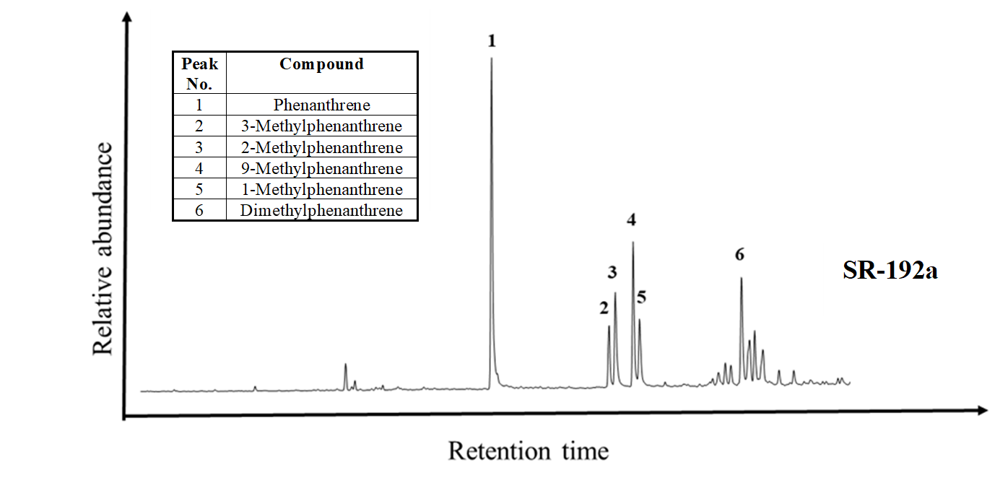 1
Peak No. Compound
1 Phenanthrene
2 3-Methylphenanthrene
3 2-Methylphenanthrene
4 9-Methylphenanthrene
5 1-Methylphenanthrene
6 Dimethylphenanthrene
4
6
3
SR-192a
5
2
Relative abundance
Retention time